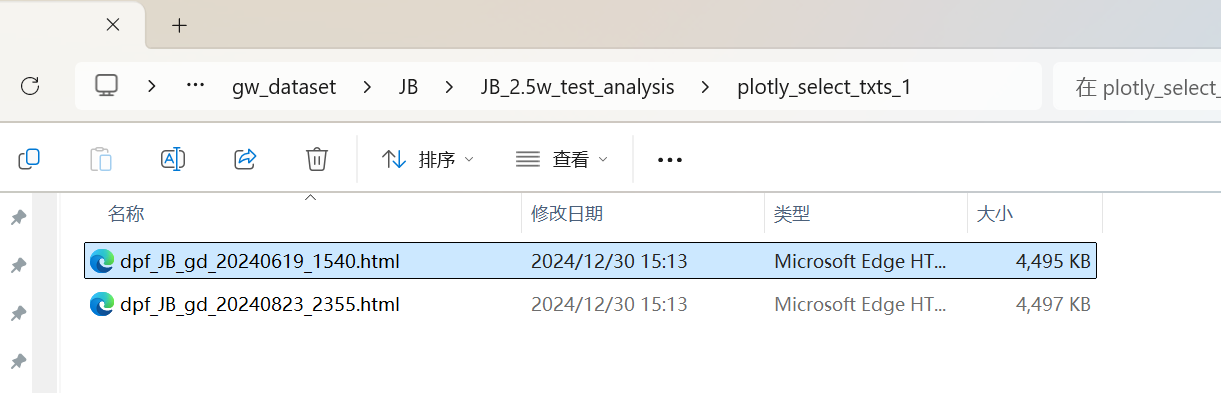 ··· gw_dataset JB JB_2.5w_test_analysis plotly_select_txts_1 在 plotly_select_
排序 查看
名称 修改日期 类型 大小
dpf_JB_gd_20240619_1540.html 2024/12/30 15:13 Microsoft Edge HT... 4,495 KB
dpf_JB_gd_20240823_2355.html 2024/12/30 15:13 Microsoft Edge HT... 4,497 KB